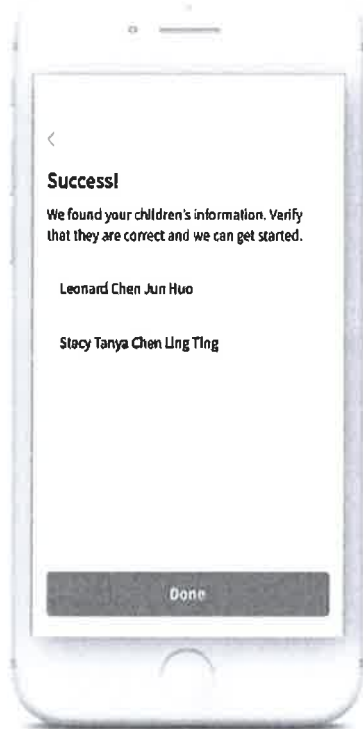 Success!
We found your children's information. Verify
that they are correct and we can get started.
Leonard Chen Jun Huo
Stacy Tanya Chen Ling Ting
Done